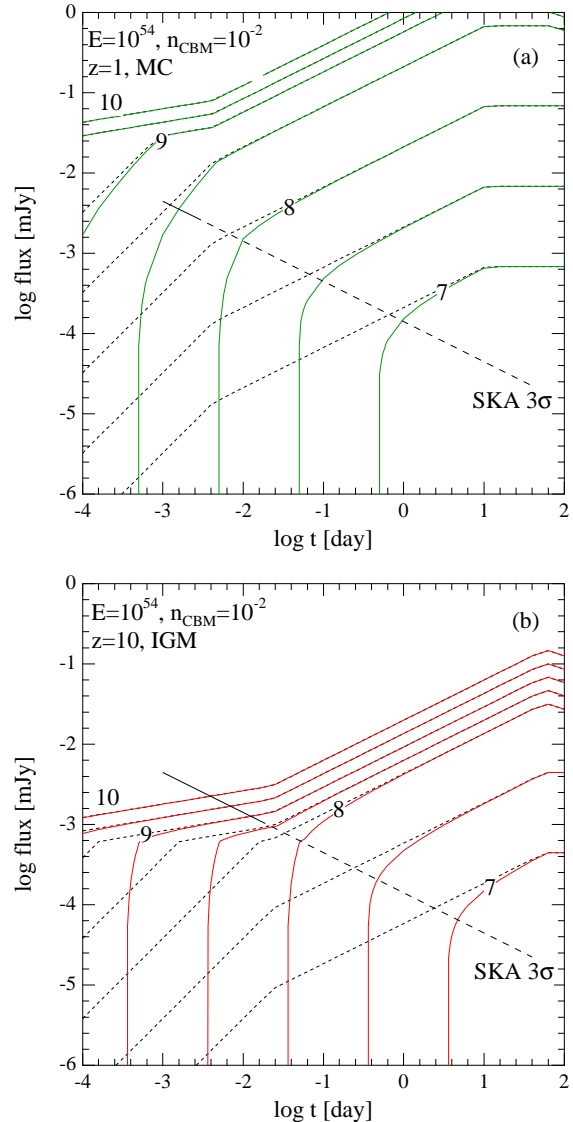 0
E=10^54, n_CBM=10^-2
z=1, MC
(a)
-1
10
9
-2
8
-3
7
-4
SKA 3σ
-5
-6
log flux [mJy]
-4 -3 -2 -1 0 1 2
log t [day]
0
E=10^54, n_CBM=10^-2
z=10, IGM
(b)
-1
-2
10
-3
9
8
-4
7
SKA 3σ
-5
-6
log flux [mJy]
-4 -3 -2 -1 0 1 2
log t [day]